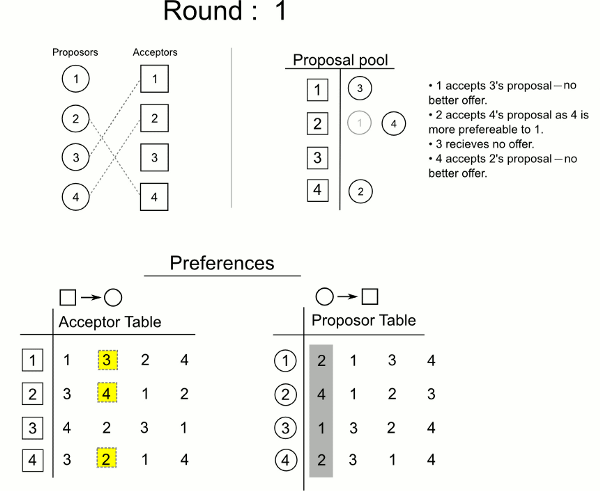 Round : 1
Proposors Acceptors
1 1
2 2
3 3
4 4
Proposal pool
1 3
2 1 4
3
4 2
• 1 accepts 3's proposal—no
better offer.
• 2 accepts 4's proposal as 4 is
more prefereable to 1.
• 3 recieves no offer.
• 4 accepts 2's proposal—no
better offer.
Preferences
Acceptor Table
1 1 3 2 4
2 3 4 1 2
3 4 2 3 1
4 3 2 1 4
Proposor Table
1 2 1 3 4
2 4 1 2 3
3 1 3 2 4
4 2 3 1 4